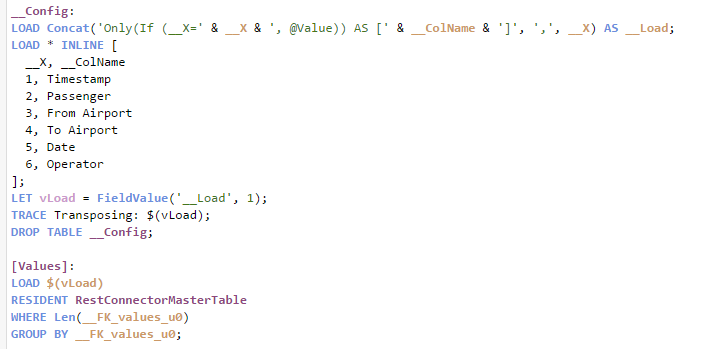 __Config:
LOAD Concat('Only(If (__X=' & __X & ', @Value)) AS [' & __ColName & ']', ',', __X) AS __Load;
LOAD * INLINE [
  __X, __ColName
  1, Timestamp
  2, Passenger
  3, From Airport
  4, To Airport
  5, Date
  6, Operator
];
LET vLoad = FieldValue('__Load', 1);
TRACE Transposing: $(vLoad);
DROP TABLE __Config;

[Values]:
LOAD $(vLoad)
RESIDENT RestConnectorMasterTable
WHERE Len(__FK_values_u0)
GROUP BY __FK_values_u0;